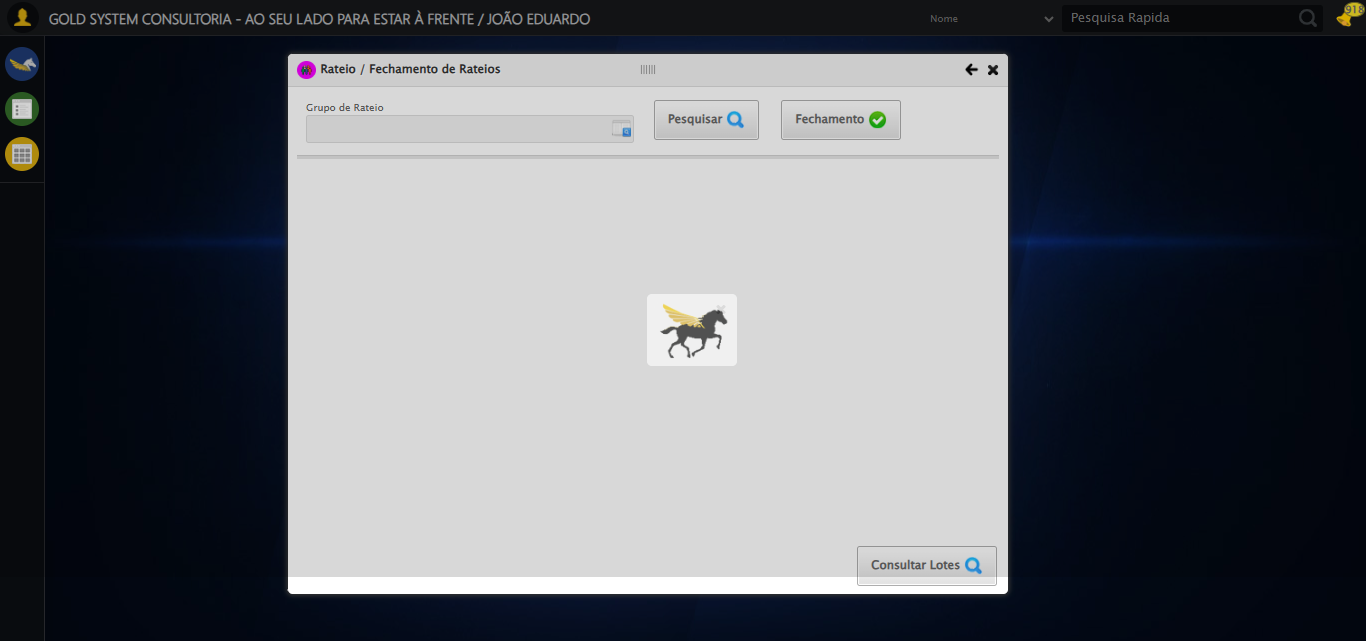 GOLD SYSTEM CONSULTORIA - AO SEU LADO PARA ESTAR À FRENTE / JOÃO EDUARDO
Nome
Pesquisa Rapida
918
Rateio / Fechamento de Rateios
Grupo de Rateio
Pesquisar
Fechamento
Consultar Lotes